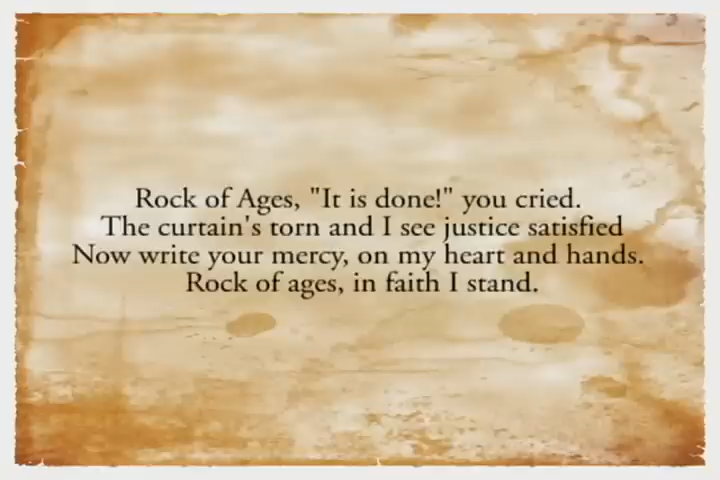 Rock of Ages, "It is done!" you cried.
The curtain's torn and I see justice satisfied
Now write your mercy, on my heart and hands.
Rock of ages, in faith I stand.